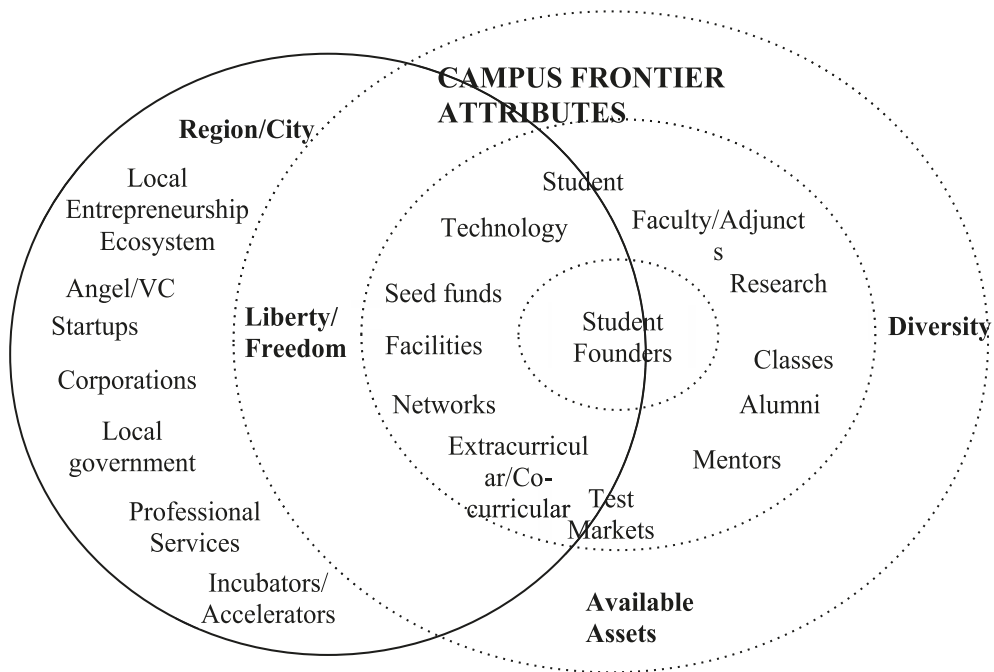 CAMPUS FRONTIER
ATTRIBUTES
Region/City
Local
Entrepreneurship
Ecosystem
Angel/VC
Startups
Corporations
Local
government
Professional
Services
Incubators/
Accelerators
Liberty/
Freedom
Student
Technology
Seed funds
Facilities
Networks
Extracurricul
ar/Co-
curricular
Test
Markets
Student
Founders
Faculty/Adjunct
s
Research
Classes
Alumni
Mentors
Diversity
Available
Assets